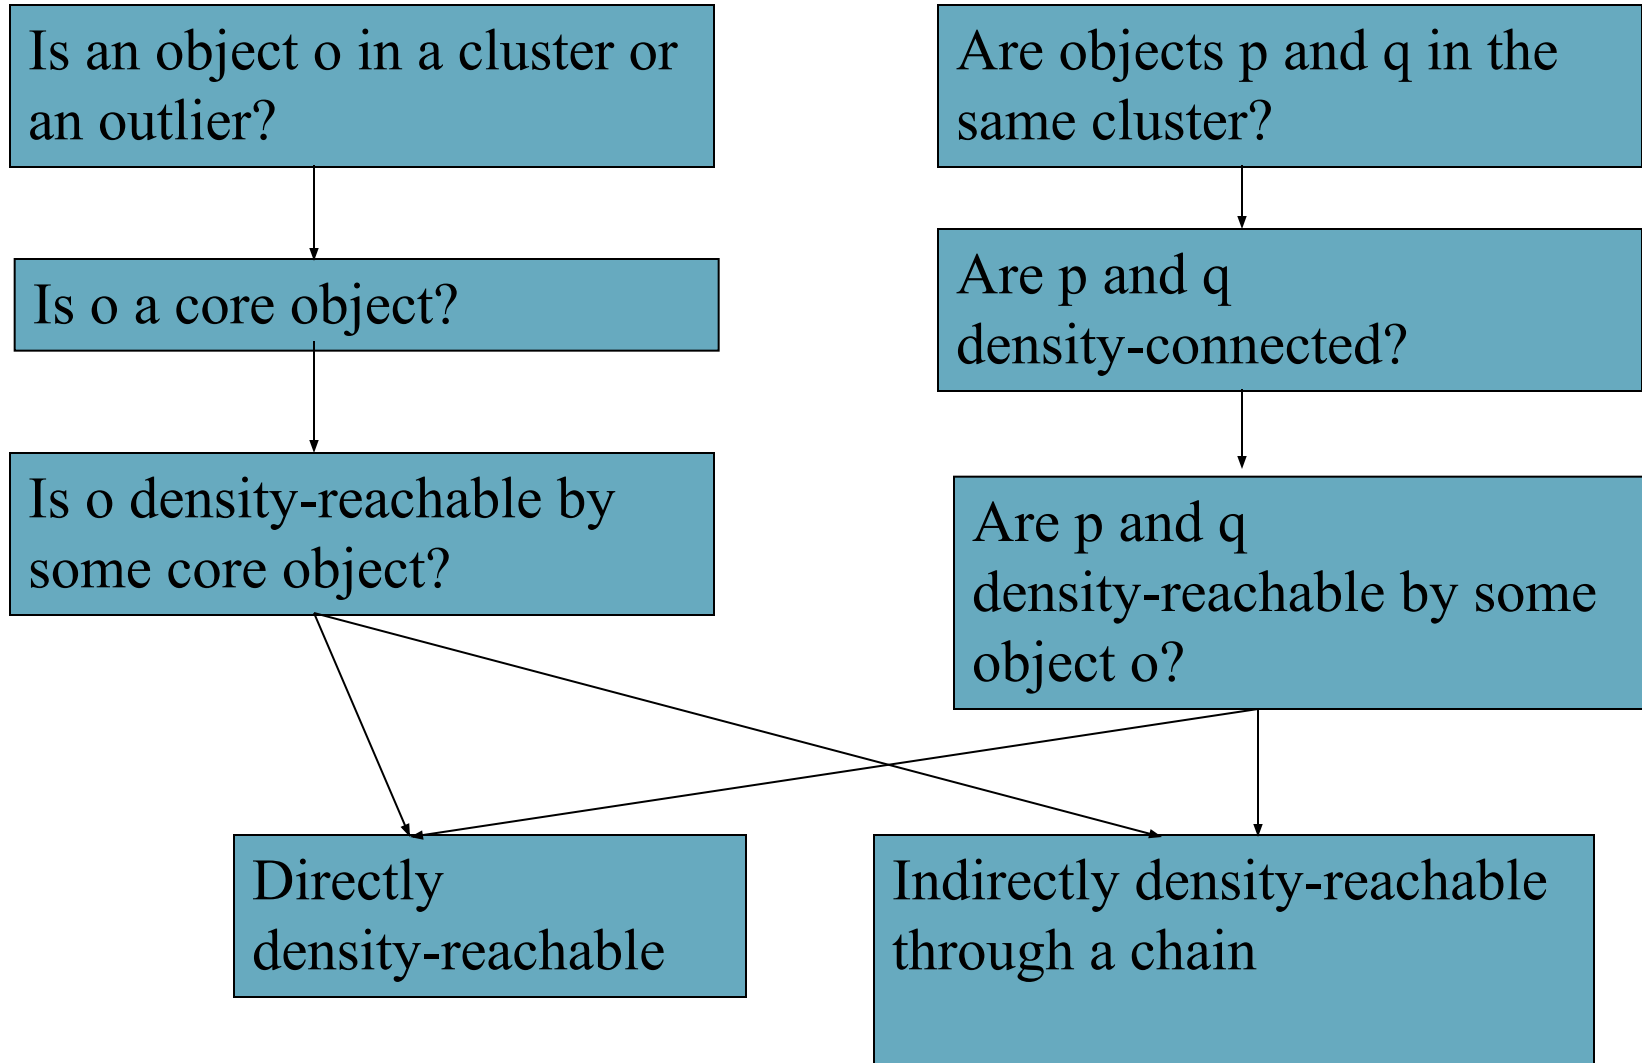 Is an object o in a cluster or
an outlier?
Are objects p and q in the
same cluster?
Is o a core object?
Are p and q
density-connected?
Is o density-reachable by
some core object?
Are p and q
density-reachable by some
object o?
Directly
density-reachable
Indirectly density-reachable
through a chain